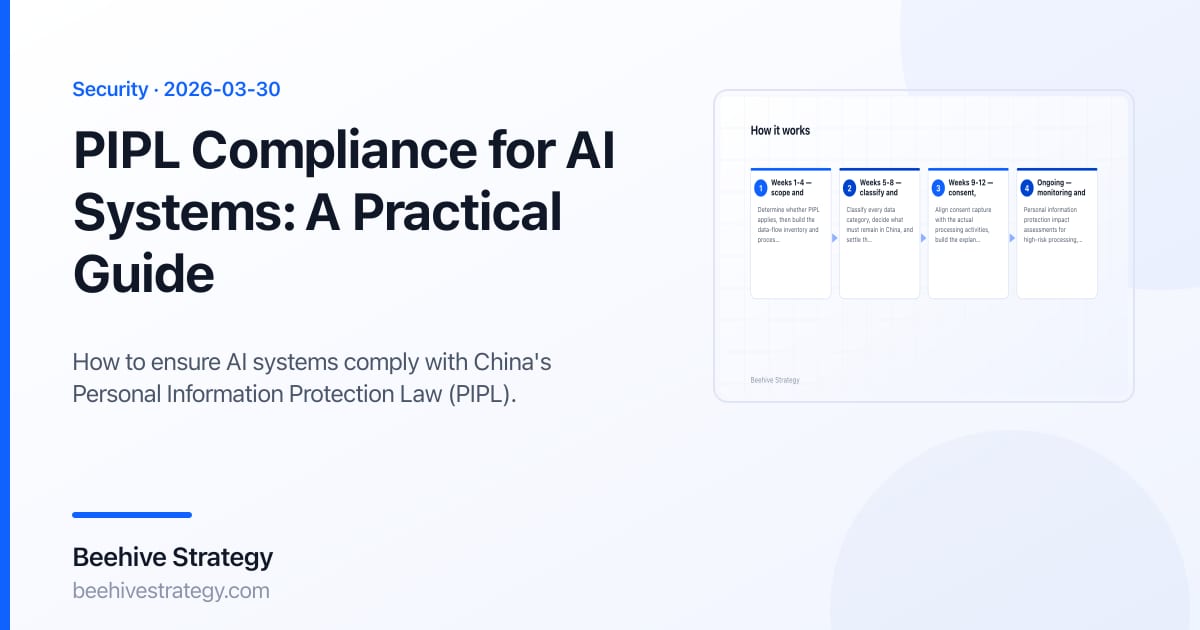 Security · 2026-03-30
PIPL Compliance for AI
Systems: A Practical
Guide
How to ensure AI systems comply with China's
Personal Information Protection Law (PIPL).
Beehive Strategy
beehivestrategy.com
How it works
1
Weeks 1-4 —
scope and
Determine whether PIPL
applies, then build the
data-flow inventory and
proces...
2
Weeks 5-8 —
classify and
Classify every data
category, decide what
must remain in China, and
settle th...
3
Weeks 9-12 —
consent,
Align consent capture
with the actual
processing activities,
build the explan...
4
Ongoing —
monitoring and
Personal information
protection impact
assessments for
high-risk processing,...
Beehive Strategy